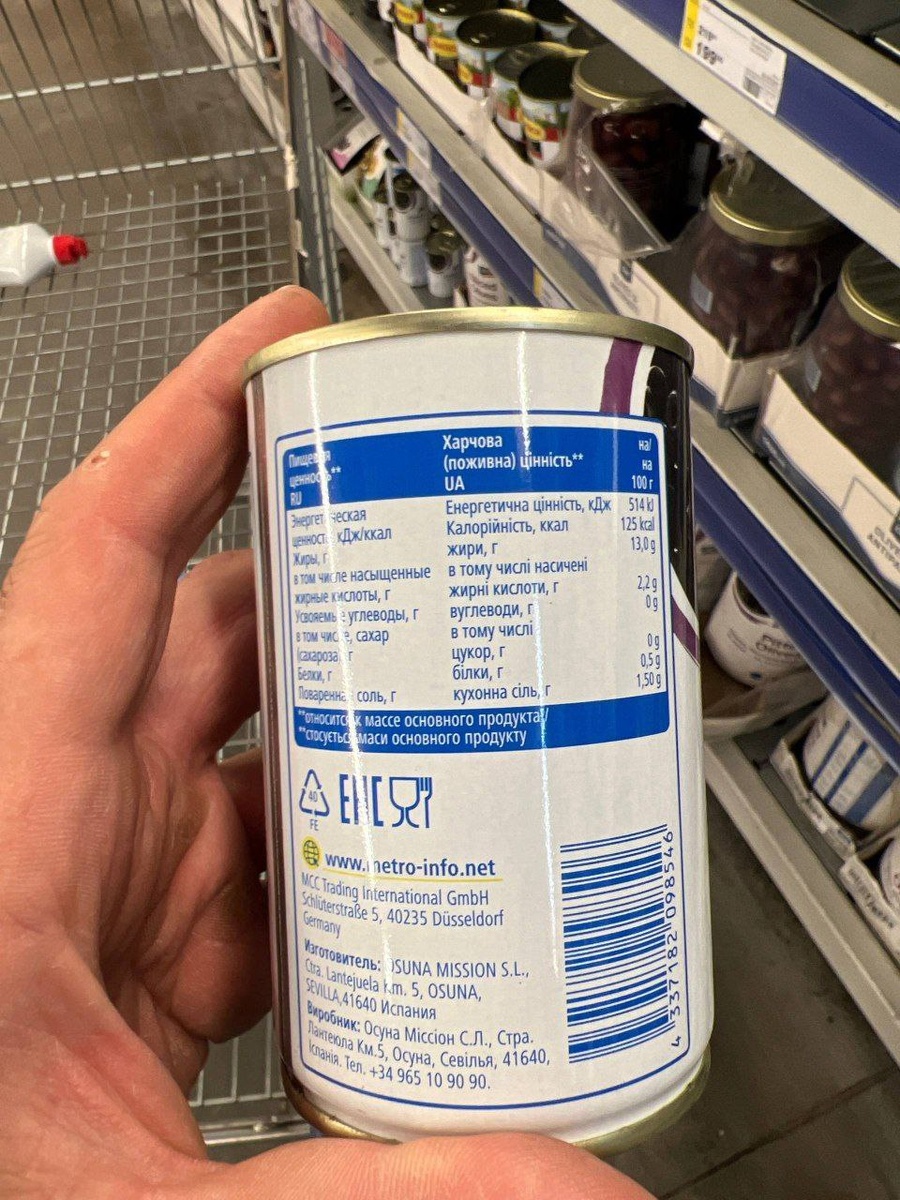 Пищевая
ценность**
RU
Харчова
(поживна) цінність**
UA
на/
на
100 г
Энергетическая
ценность кДж/ккал
Жиры, г
в том числе насыщенные
жирные кислоты, г
Усвояемые углеводы, г
в том числе, сахар
(сахароза), г
Белки, г
Поваренная соль, г
Енергетична цінність, кДж
Калорійність, ккал
жири, г
в тому числі насичені
жирні кислоти, г
вуглеводи, г
в тому числі
цукор, г
білки, г
кухонна сіль, г
514 kJ
125 kcal
13,0 g
2,2 g
0 g
0 g
0,5 g
1,50 g
**относится к массе основного продукта/
**стосується маси основного продукту
40
FE
EAC
www.metro-info.net
MCC Trading International GmbH
Schlüterstraße 5, 40235 Düsseldorf
Germany
Изготовитель: OSUNA MISSION S.L.,
Ctra. Lantejuela Km. 5, OSUNA,
SEVILLA,41640 Испания
Виробник: Осуна Міссіон С.Л., Стра.
Лантеюла Км.5, Осуна, Севілья, 41640,
Іспанія. Тел. +34 965 10 90 90.
4 337182 098546
199